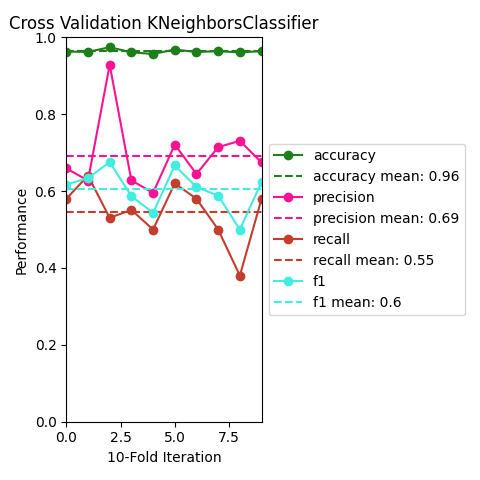 Cross Validation KNeighborsClassifier
1.0
0.8
0.6
0.4
0.2
0.0
Performance
0.0
2.5
5.0
7.5
10-Fold Iteration
accuracy
accuracy mean: 0.96
precision
precision mean: 0.69
recall
recall mean: 0.55
f1
f1 mean: 0.6